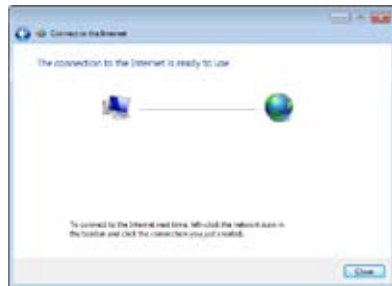 Connect to the Internet
The connection to the Internet is ready to use
To connect to the Internet next time, left-click the network icon in
the taskbar and click the connection you just created.
Close